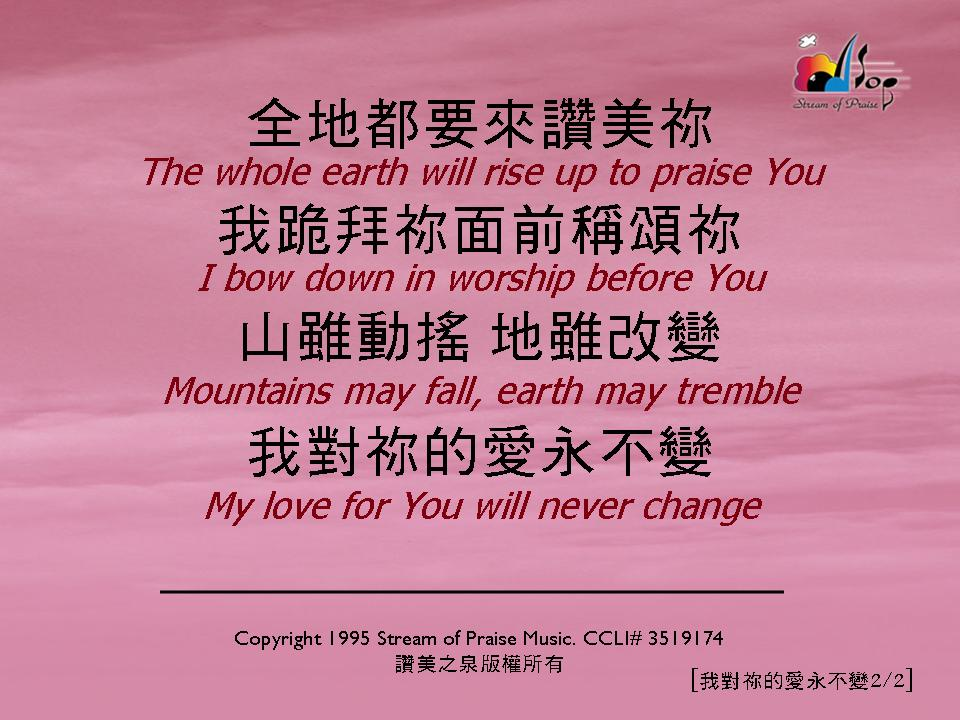 Sop
Stream of Praise
全地都要來讚美祢
The whole earth will rise up to praise You
我跪拜祢面前稱頌祢
I bow down in worship before You
山雖動搖 地雖改變
Mountains may fall, earth may tremble
我對祢的愛永不變
My love for You will never change
Copyright 1995 Stream of Praise Music. CCLI# 3519174
讚美之泉版權所有
[我對祢的愛永不變2/2]